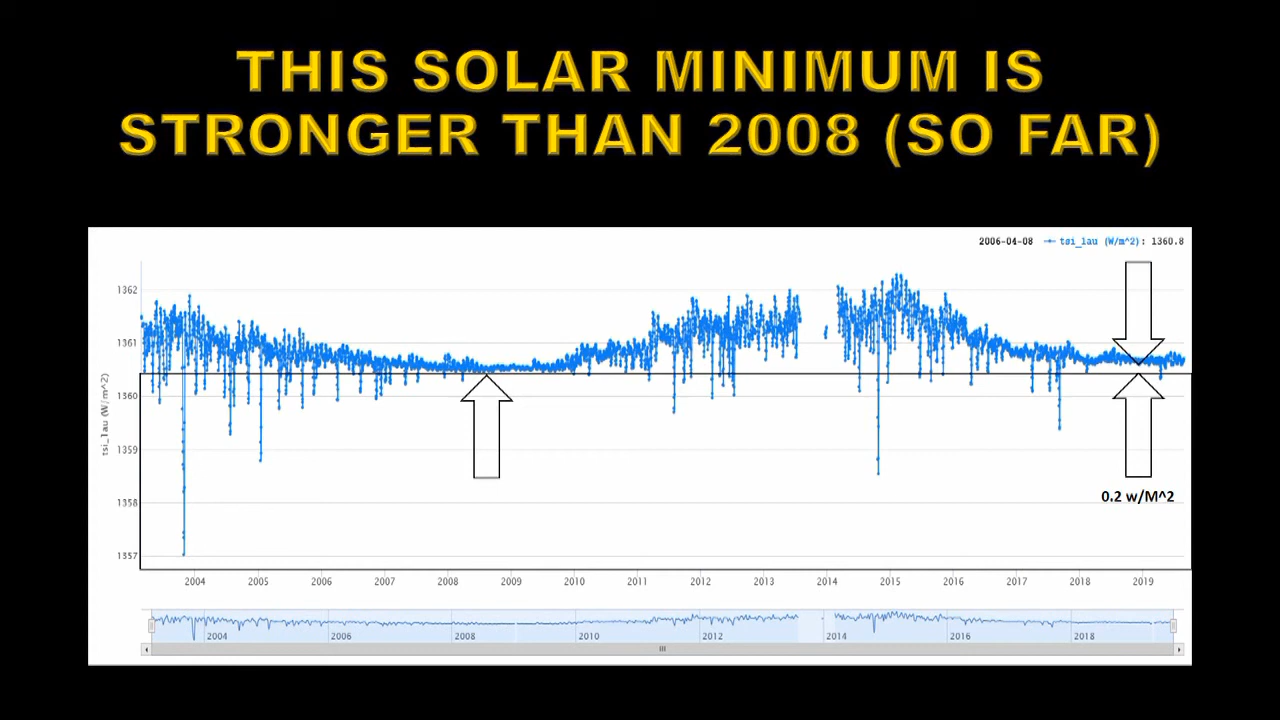 THIS SOLAR MINIMUM IS
STRONGER THAN 2008 (SO FAR)
2006-04-08 tsi_1au (W/m^2): 1360.8
1362
1361
1360
1359
1358
1357
tsi_1au (W/m^2)
0.2 w/M^2
2004 2005 2006 2007 2008 2009 2010 2011 2012 2013 2014 2015 2016 2017 2018 2019
2004 2006 2008 2010 2012 2014 2016 2018